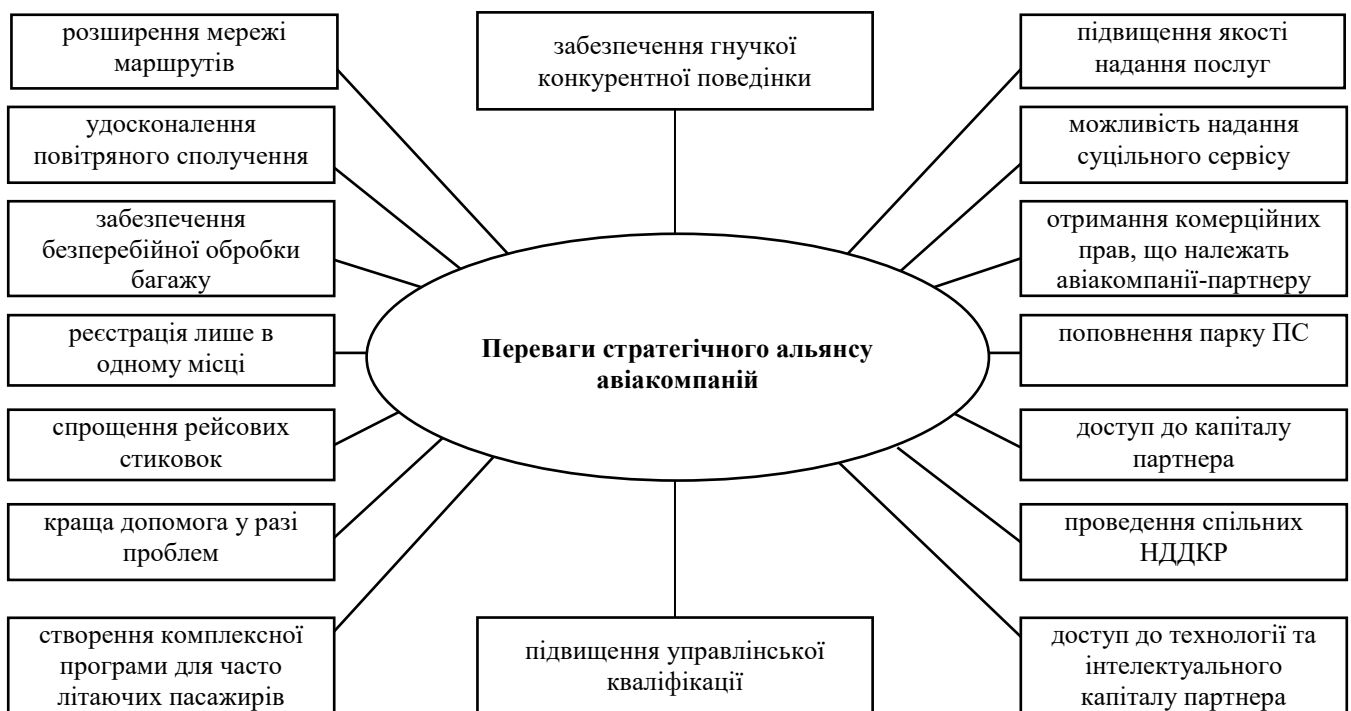 розширення мережі
маршрутів
удосконалення
повітряного сполучення
забезпечення
безперебійної обробки
багажу
реєстрація лише в
одному місці
спрощення рейсових
стиковок
краща допомога у разі
проблем
створення комплексної
програми для часто
літаючих пасажирів
забезпечення гнучкої
конкурентної поведінки
Переваги стратегічного альянсу
авіакомпаній
підвищення управлінської
кваліфікації
підвищення якості
надання послуг
можливість надання
суцільного сервісу
отримання комерційних
прав, що належать
авіакомпанії-партнеру
поповнення парку ПС
доступ до капіталу
партнера
проведення спільних
НДДКР
доступ до технології та
інтелектуального
капіталу партнера